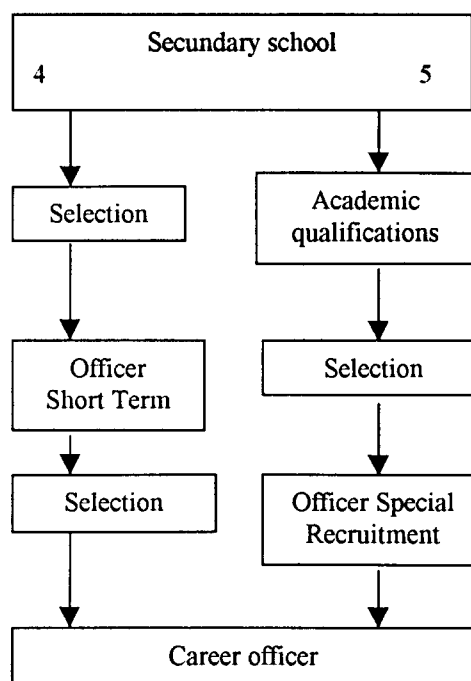 Secundary school
4 5
Selection
Academic
qualifications
Officer
Short Term
Selection
Selection
Officer Special
Recruitment
Career officer